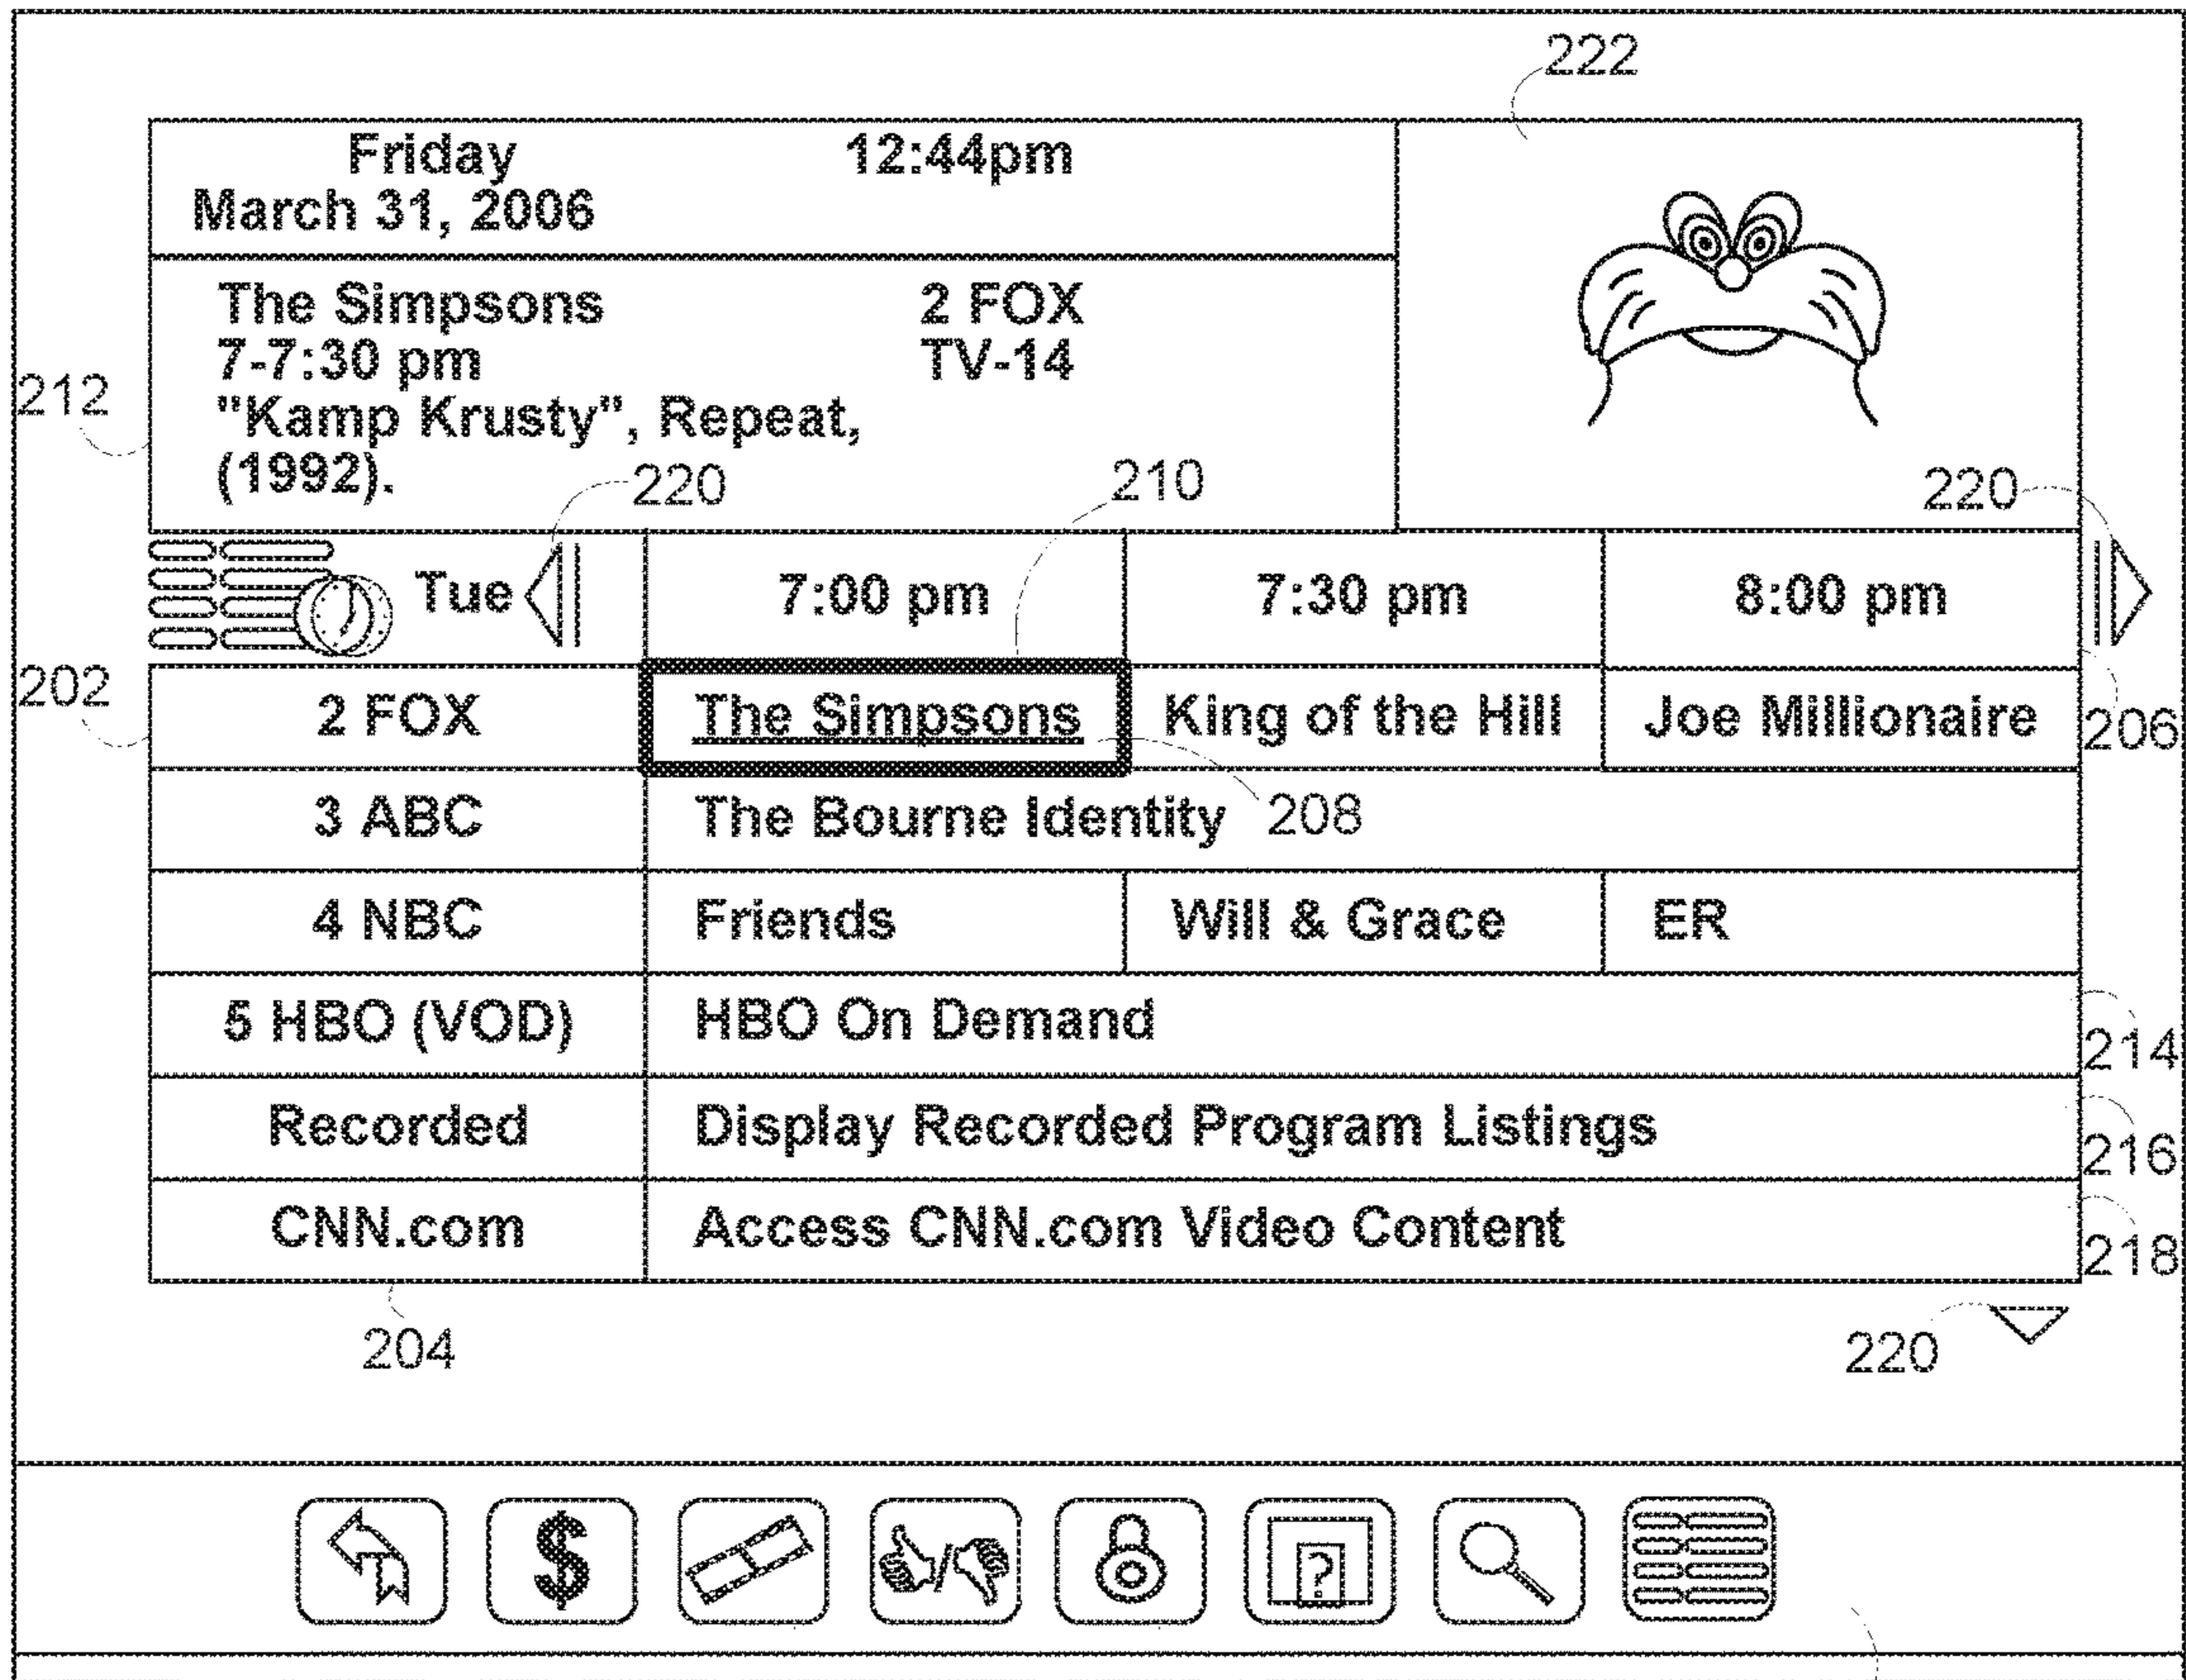 222
Friday 12:44pm
March 31, 2006
The Simpsons 2 FOX
7-7:30 pm TV-14
212
"Kamp Krusty", Repeat,
(1992).
220 210 220
Tue 7:00 pm 7:30 pm 8:00 pm
202
2 FOX The Simpsons King of the Hill Joe Millionaire
206
3 ABC The Bourne Identity 208
4 NBC Friends Will & Grace ER
5 HBO (VOD) HBO On Demand
214
Recorded Display Recorded Program Listings
216
CNN.com Access CNN.com Video Content
218
204 220
$ / ?